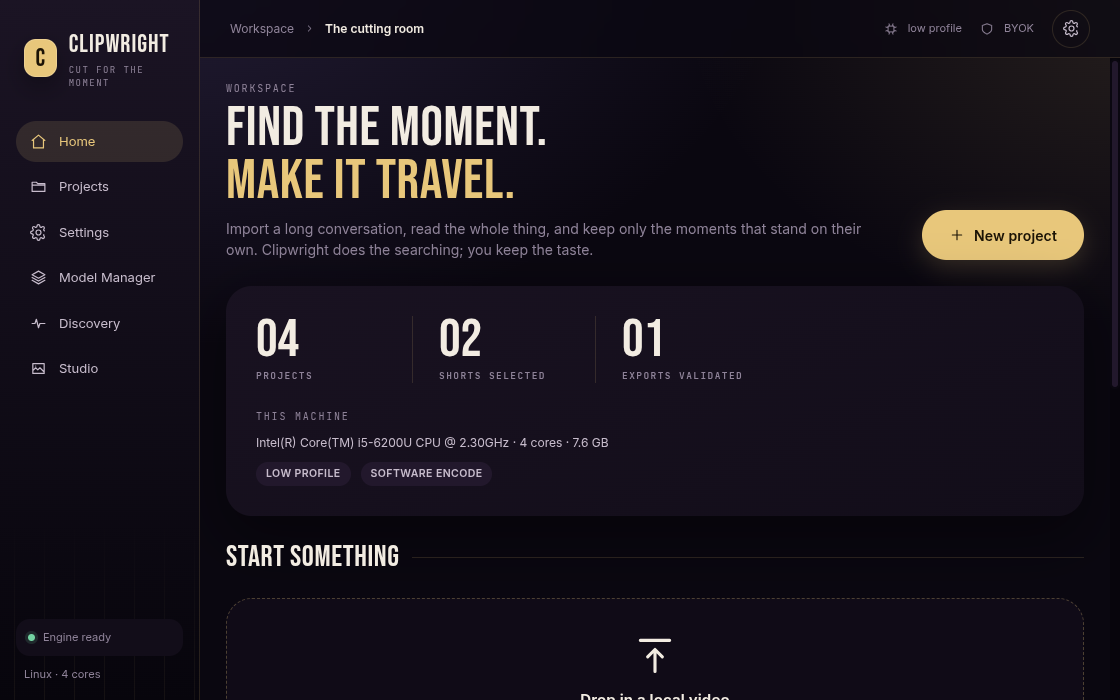 C
CLIPWRIGHT
CUT FOR THE
MOMENT
Home
Projects
Settings
Model Manager
Discovery
Studio
Engine ready
Linux · 4 cores
Workspace
The cutting room
low profile
BYOK
WORKSPACE
FIND THE MOMENT.
MAKE IT TRAVEL.
Import a long conversation, read the whole thing, and keep only the moments that stand on their
own. Clipwright does the searching; you keep the taste.
New project
04
PROJECTS
02
SHORTS SELECTED
01
EXPORTS VALIDATED
THIS MACHINE
Intel(R) Core(TM) i5-6200U CPU @ 2.30GHz · 4 cores · 7.6 GB
LOW PROFILE
SOFTWARE ENCODE
START SOMETHING
Drop in a local video